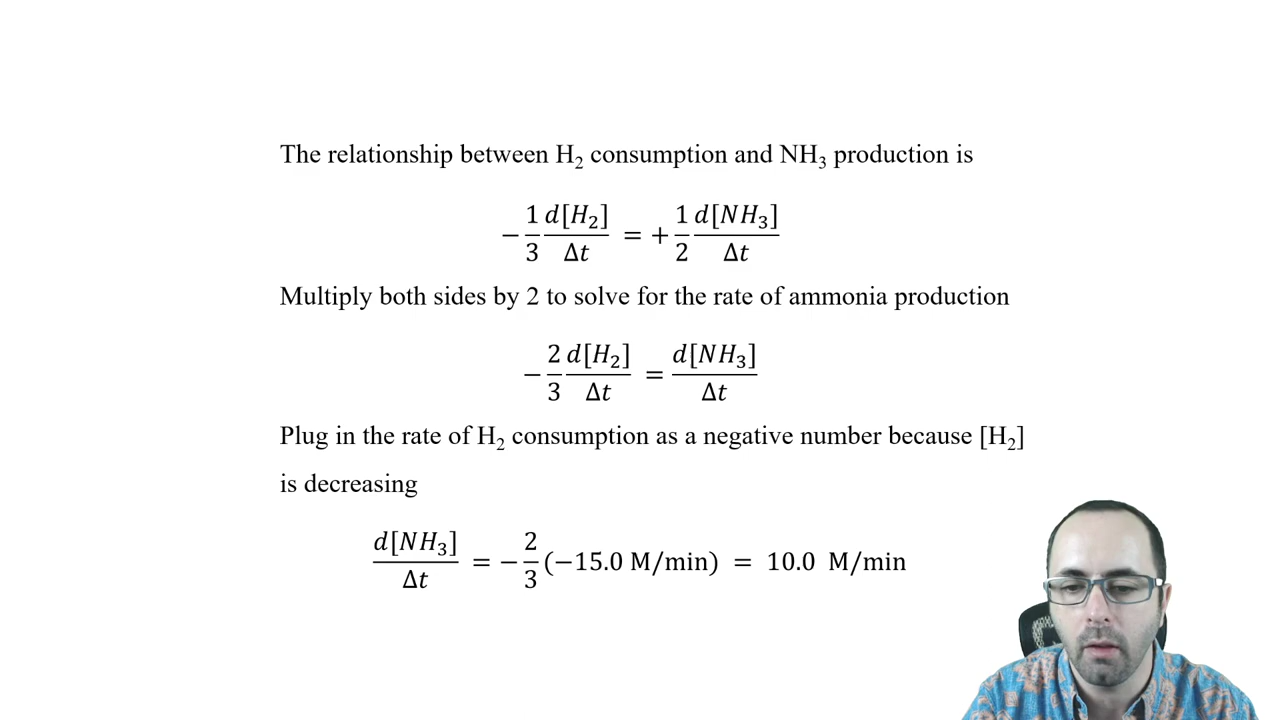 The relationship between H₂ consumption and NH₃ production is
−1/3 d[H₂]/Δt = +1/2 d[NH₃]/Δt
Multiply both sides by 2 to solve for the rate of ammonia production
−2/3 d[H₂]/Δt = d[NH₃]/Δt
Plug in the rate of H₂ consumption as a negative number because [H₂]
is decreasing
d[NH₃]/Δt = −2/3 (−15.0 M/min) = 10.0 M/min